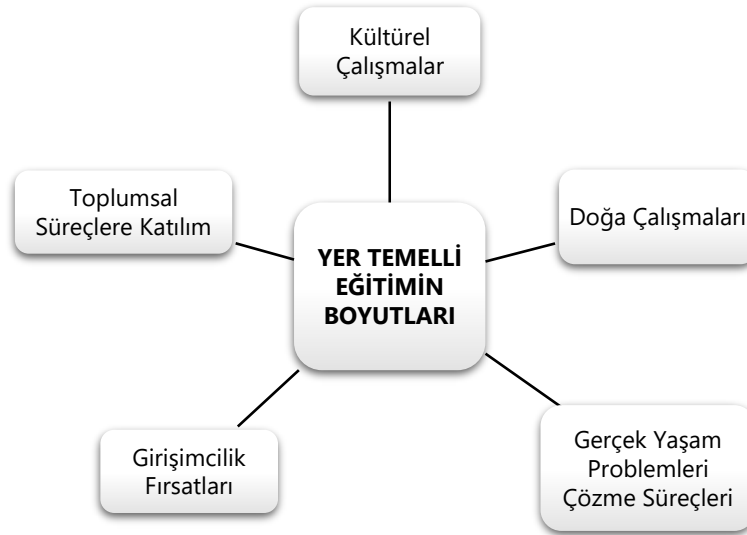 Kültürel
Çalışmalar
Toplumsal
Süreçlere Katılım
Doğa Çalışmaları
YER TEMELLİ
EĞİTİMİN
BOYUTLARI
Girişimcilik
Fırsatları
Gerçek Yaşam
Problemleri
Çözme Süreçleri